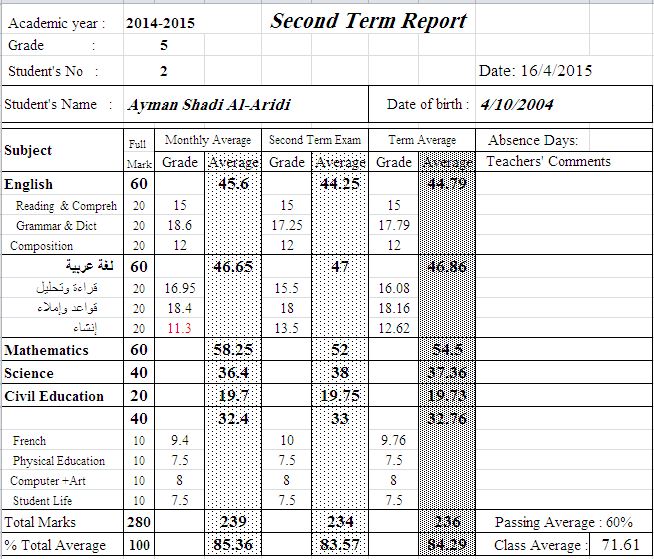 Academic year : 2014-2015 Second Term Report
Grade : 5
Student's No : 2 Date: 16/4/2015
Student's Name : Ayman Shadi Al-Aridi Date of birth : 4/10/2004
Subject Full Mark Monthly Average Second Term Exam Term Average Absence Days:
Grade Average Grade Average Grade Average Teachers' Comments
English 60 45.6 44.25 44.79
Reading & Compreh 20 15 15 15
Grammar & Dict 20 18.6 17.25 17.79
Composition 20 12 12 12
لغة عربية 60 46.65 47 46.86
قراءة وتحليل 20 16.95 15.5 16.08
قواعد وإملاء 20 18.4 18 18.16
إنشاء 20 11.3 13.5 12.62
Mathematics 60 58.25 52 54.5
Science 40 36.4 38 37.36
Civil Education 20 19.7 19.75 19.73
40 32.4 33 32.76
French 10 9.4 10 9.76
Physical Education 10 7.5 7.5 7.5
Computer +Art 10 8 8 8
Student Life 10 7.5 7.5 7.5
Total Marks 280 239 234 236 Passing Average : 60%
% Total Average 100 85.36 83.57 84.29 Class Average : 71.61